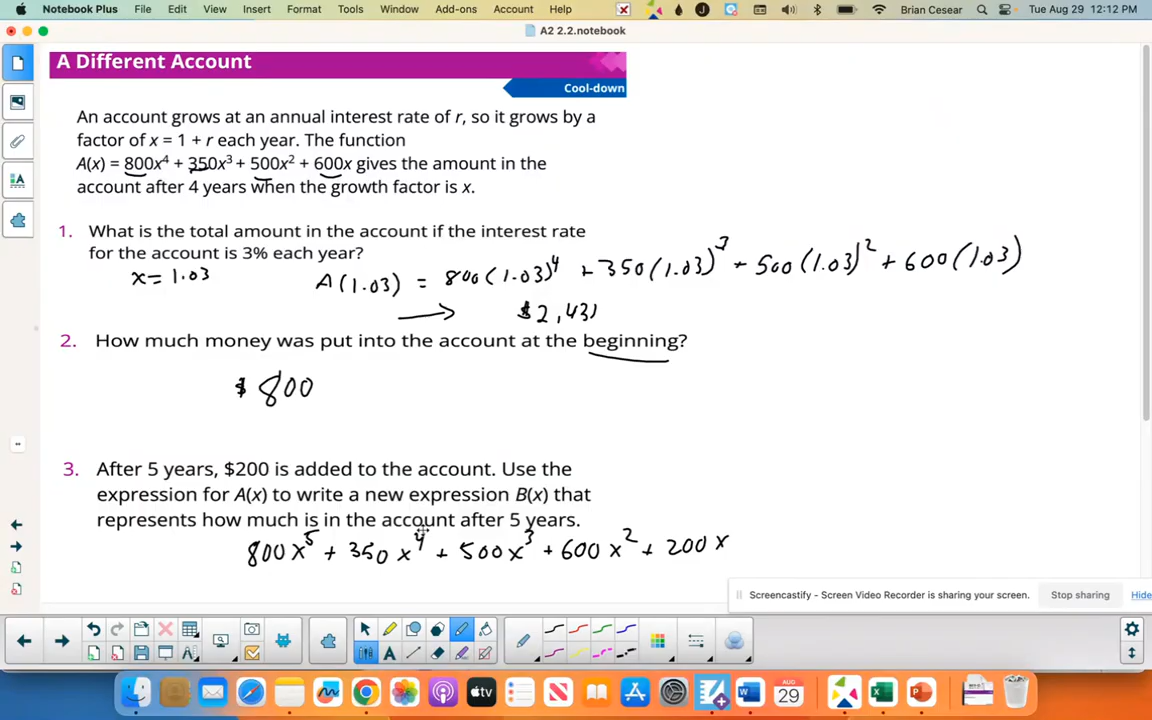 Notebook Plus File Edit View Insert Format Tools Window Add-ons Account Help Brian Cesear Tue Aug 29 12:12 PM
A2 2.2.notebook
A Different Account
Cool-down
An account grows at an annual interest rate of r, so it grows by a
factor of x = 1 + r each year. The function
A(x) = 800x⁴ + 350x³ + 500x² + 600x gives the amount in the
account after 4 years when the growth factor is x.
1. What is the total amount in the account if the interest rate
for the account is 3% each year?
x = 1.03 A(1.03) = 800(1.03)⁴ + 350(1.03)³ + 500(1.03)² + 600(1.03)
$2,431
2. How much money was put into the account at the beginning?
$800
3. After 5 years, $200 is added to the account. Use the
expression for A(x) to write a new expression B(x) that
represents how much is in the account after 5 years.
800x⁵ + 350x⁴ + 500x³ + 600x² + 200x
Screencastify - Screen Video Recorder is sharing your screen. Stop sharing Hide
AUG
29